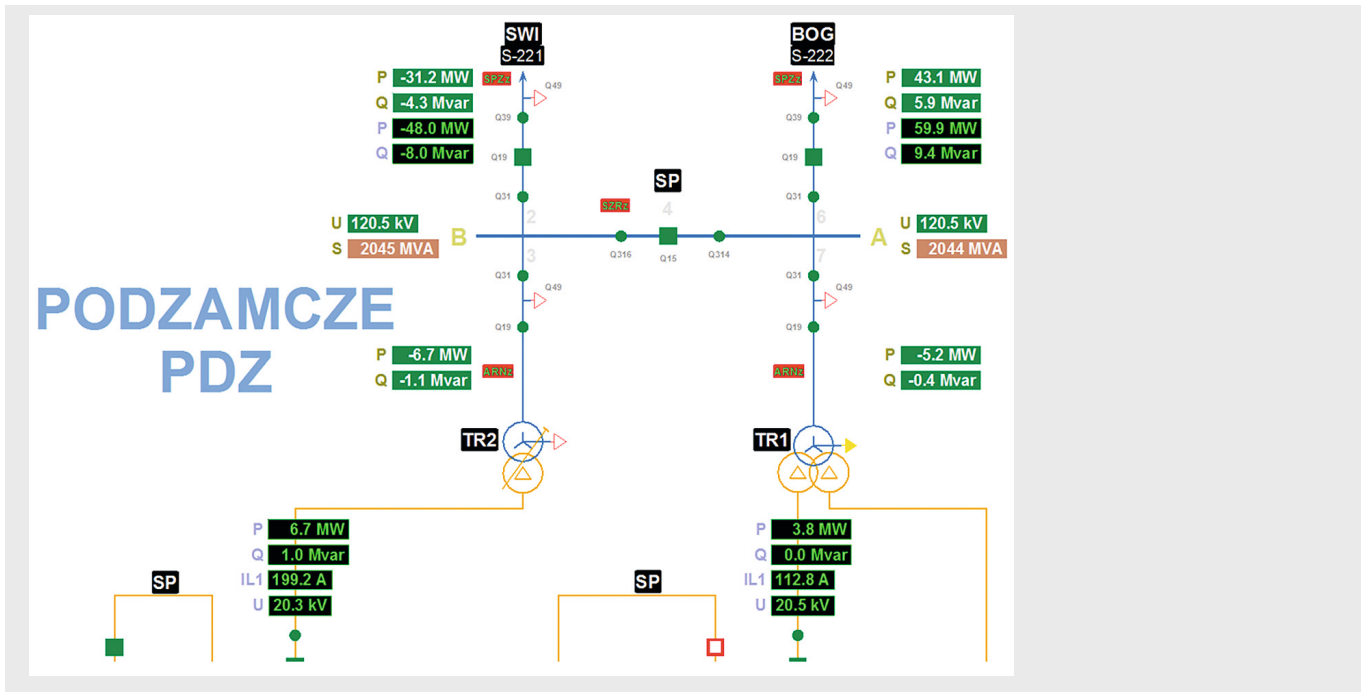 SWI
S-221
BOG
S-222
P -31.2 MW
SPZz
Q49
SPZz
Q49
P 43.1 MW
Q -4.3 Mvar
Q39
Q39
Q 5.9 Mvar
P -48.0 MW
P 59.9 MW
Q -8.0 Mvar
Q19
Q19
Q 9.4 Mvar
SP
Q31
Q31
SZRz
4
2
6
U 120.5 kV
U 120.5 kV
B
A
S 2045 MVA
S 2044 MVA
3
Q316
Q15
Q314
7
Q31
Q31
Q49
Q49
PODZAMCZE
PDZ
Q19
Q19
P -6.7 MW
P -5.2 MW
Q -1.1 Mvar
ARNz
ARNz
Q -0.4 Mvar
TR2
TR1
P 6.7 MW
P 3.8 MW
Q 1.0 Mvar
Q 0.0 Mvar
SP
IL1 199.2 A
SP
IL1 112.8 A
U 20.3 kV
U 20.5 kV